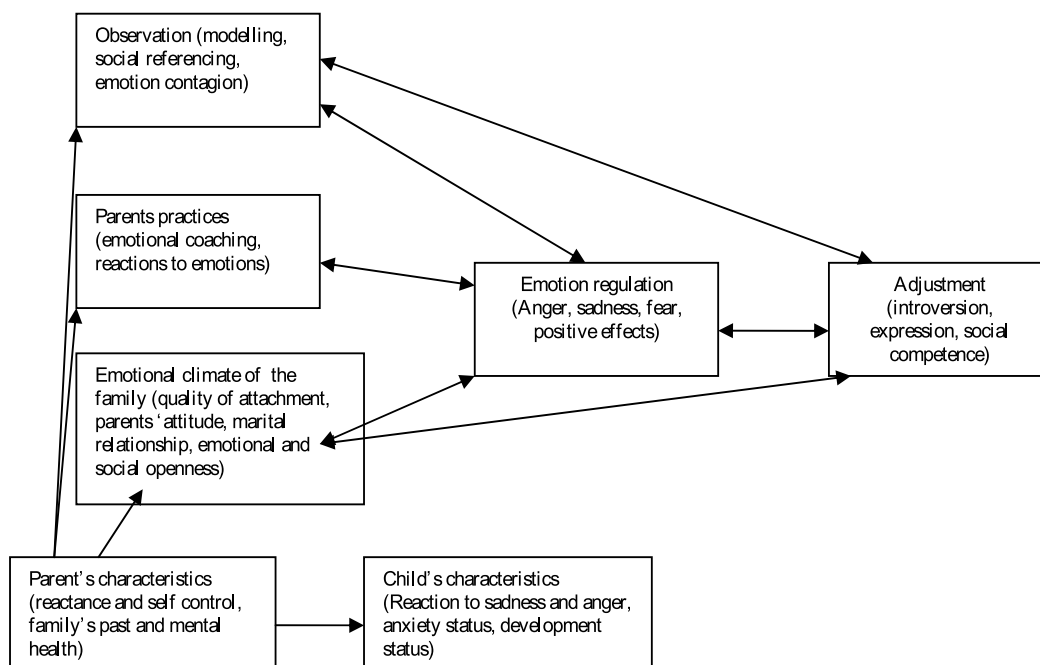 Observation (modelling,
social referencing,
emotion contagion)
Parents practices
(emotional coaching,
reactions to emotions)
Emotion regulation
(Anger, sadness, fear,
positive effects)
Adjustment
(introversion,
expression, social
competence)
Emotional climate of the
family (quality of attachment,
parents ‘attitude, marital
relationship, emotional and
social openness)
Parent’s characteristics
(reactance and self control,
family’s past and mental
health)
Child’s characteristics
(Reaction to sadness and anger,
anxiety status, development
status)